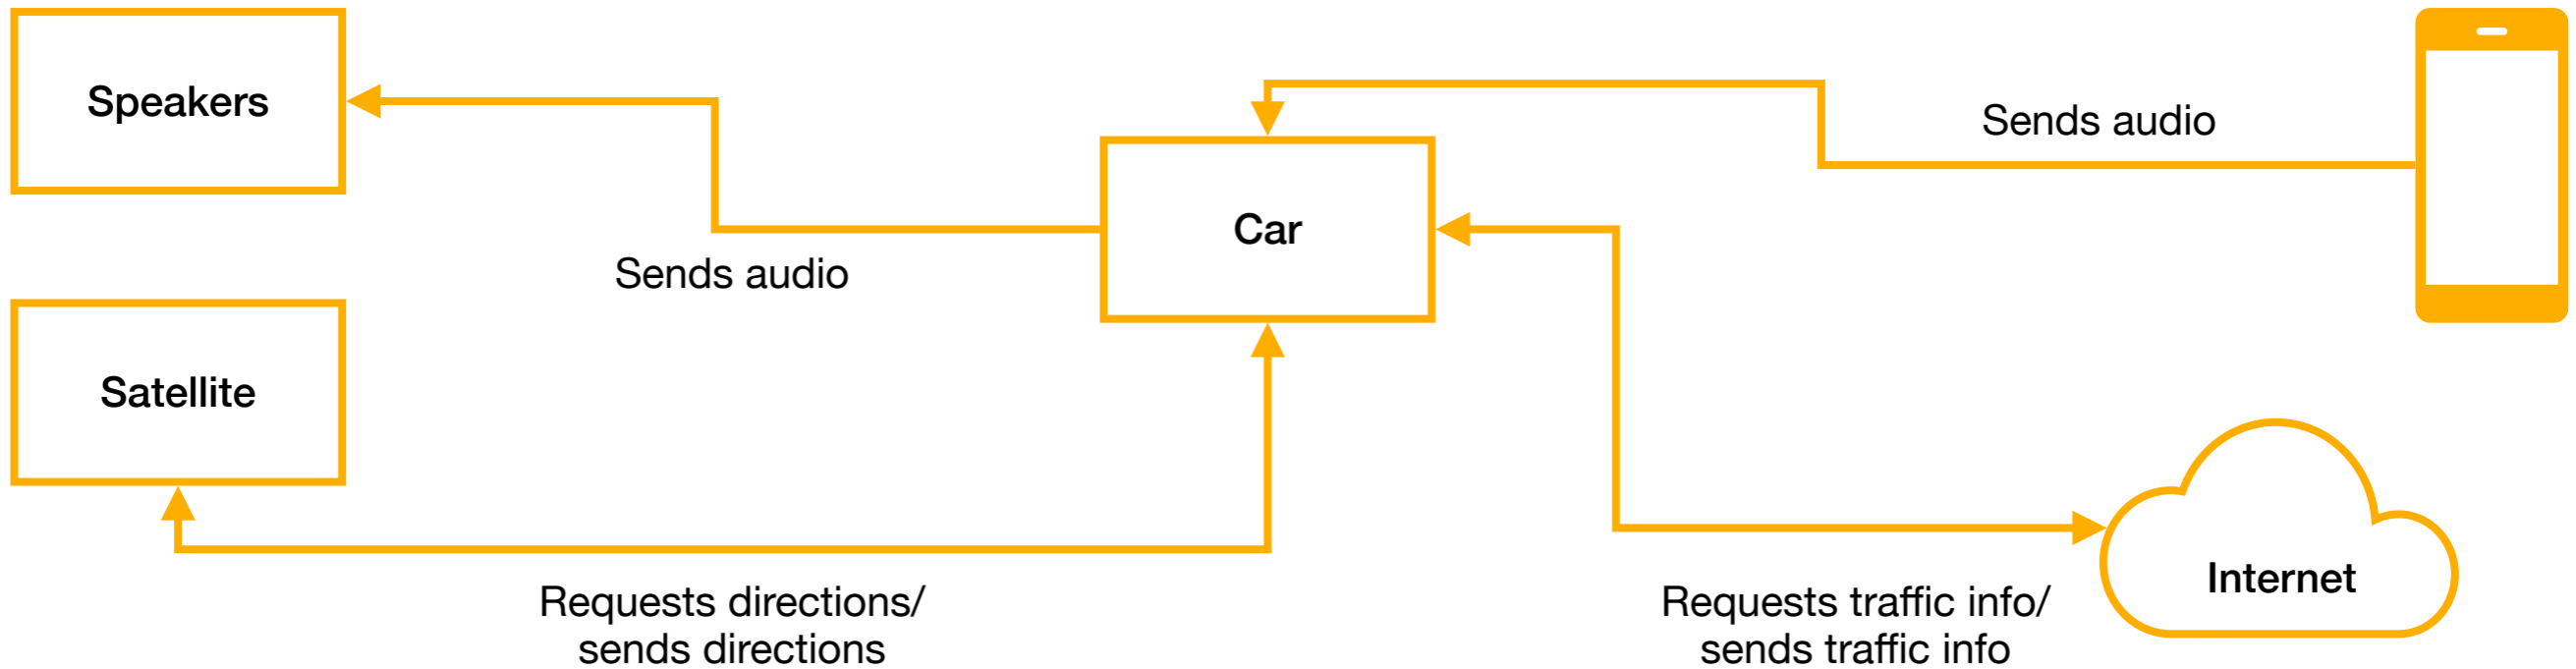 Speakers
Sends audio
Car
Sends audio
Satellite
Requests directions/
sends directions
Requests traffic info/
sends traffic info
Internet